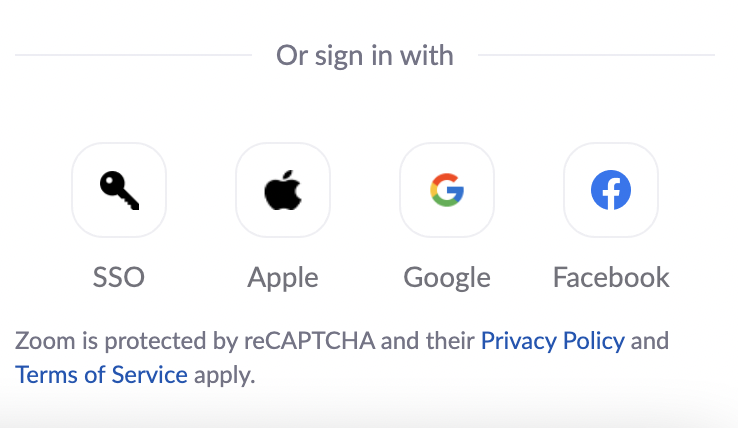 Or sign in with
SSO Apple Google Facebook
Zoom is protected by reCAPTCHA and their Privacy Policy and
Terms of Service apply.